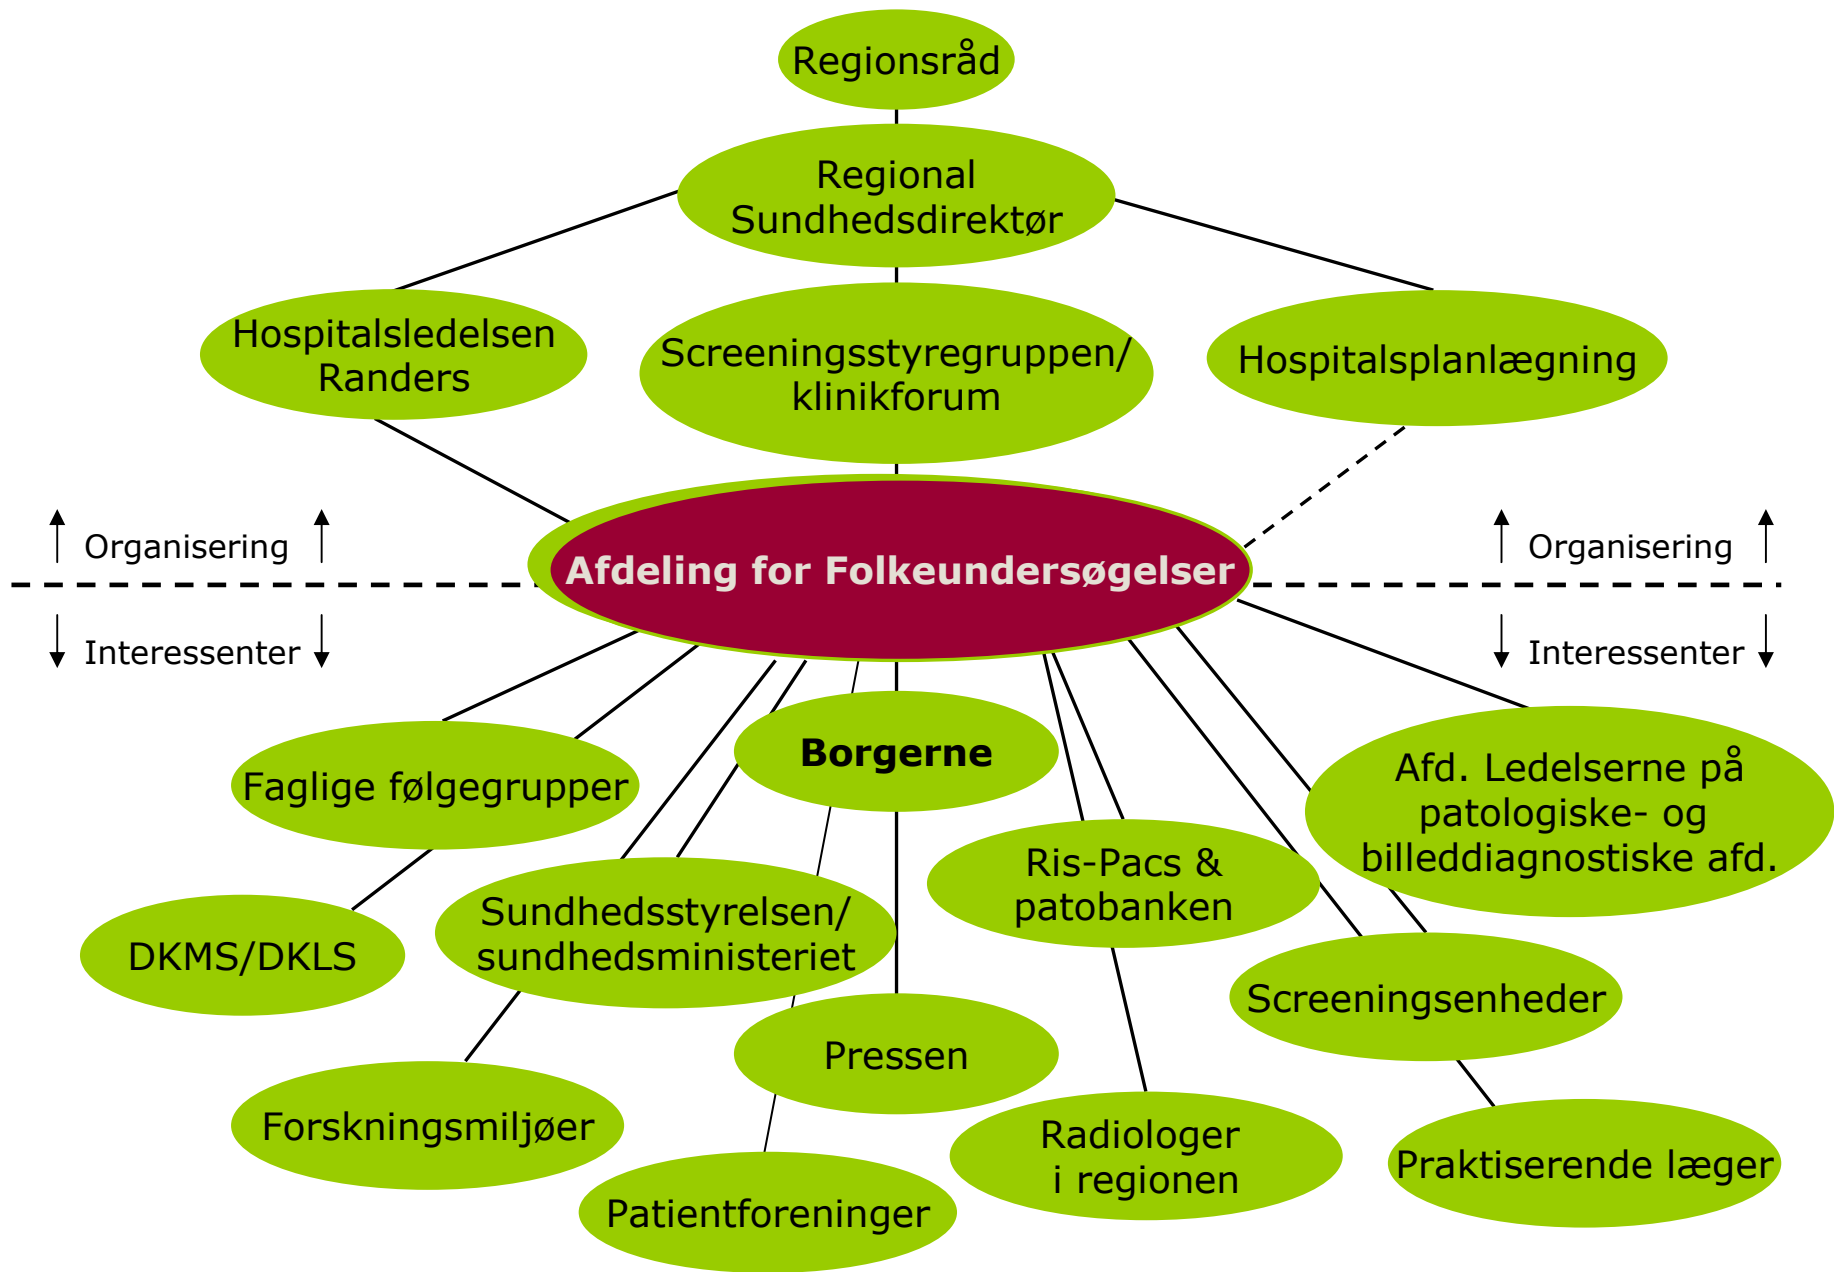 Regionsråd
Regional
Sundhedsdirektør
Hospitalsledelsen
Randers
Screeningsstyregruppen/
klinikforum
Hospitalsplanlægning
Organisering
Afdeling for Folkeundersøgelser
Organisering
Interessenter
Interessenter
Faglige følgegrupper
Borgerne
Afd. Ledelserne på
patologiske- og
billeddiagnostiske afd.
Ris-Pacs &
patobanken
DKMS/DKLS
Sundhedsstyrelsen/
sundhedsministeriet
Screeningsenheder
Pressen
Forskningsmiljøer
Radiologer
i regionen
Praktiserende læger
Patientforeninger